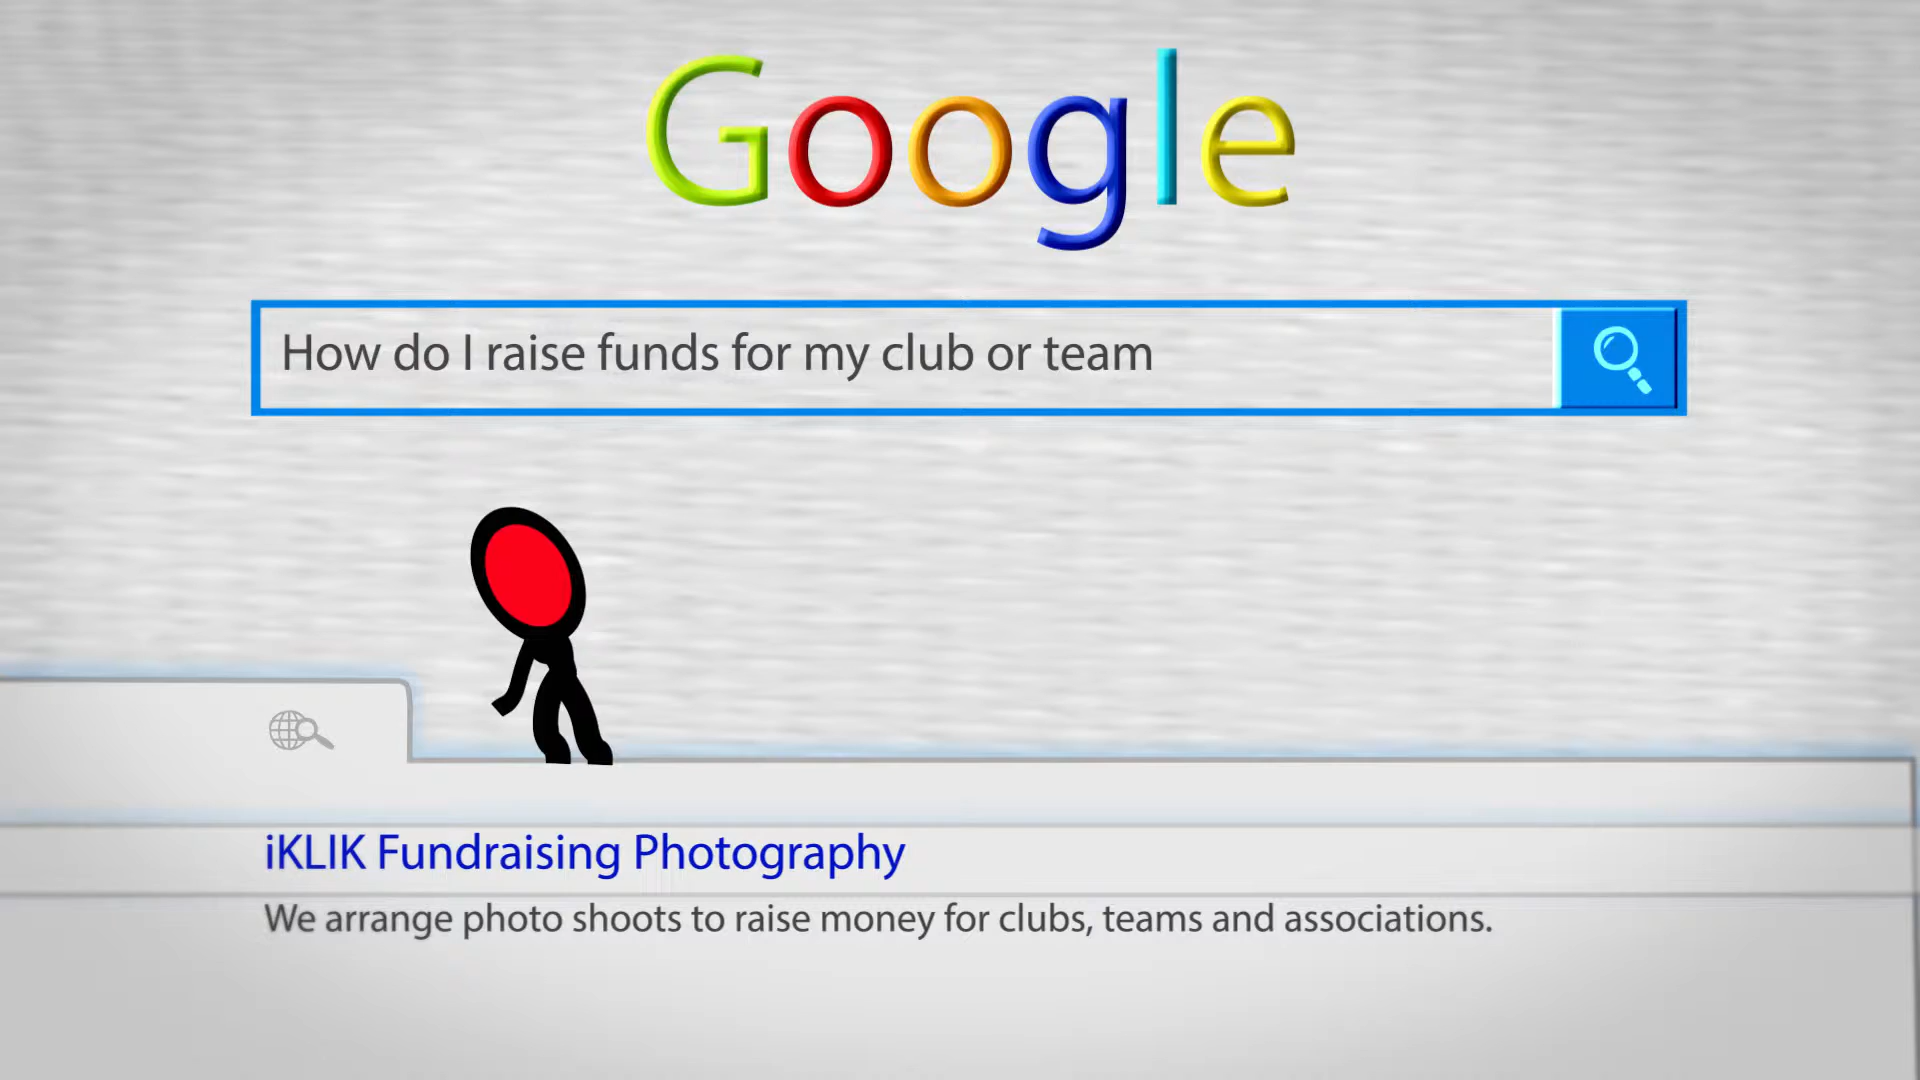 Google
How do I raise funds for my club or team
iKLIK Fundraising Photography
We arrange photo shoots to raise money for clubs, teams and associations.